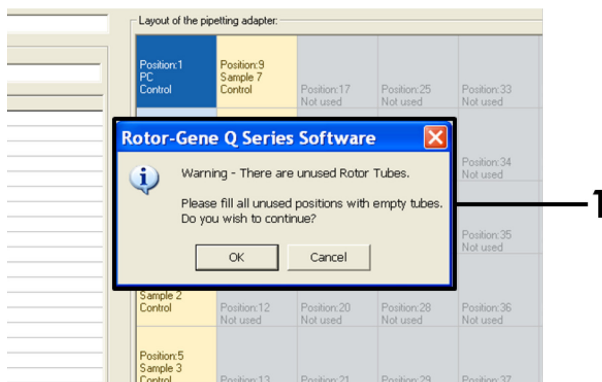 Layout of the pipetting adapter:
Position:1
PC
Control
Position:9
Sample 7
Control
Position:17
Not used
Position:25
Not used
Position:33
Not used
Rotor-Gene Q Series Software
Warning - There are unused Rotor Tubes.
Please fill all unused positions with empty tubes.
Do you wish to continue?
OK
Cancel
Position:34
Not used
1
Position:35
Not used
Sample 2
Control
Position:12
Not used
Position:20
Not used
Position:28
Not used
Position:36
Not used
Position:5
Sample 3
Control
Position:13
Position:21
Position:29
Position:37